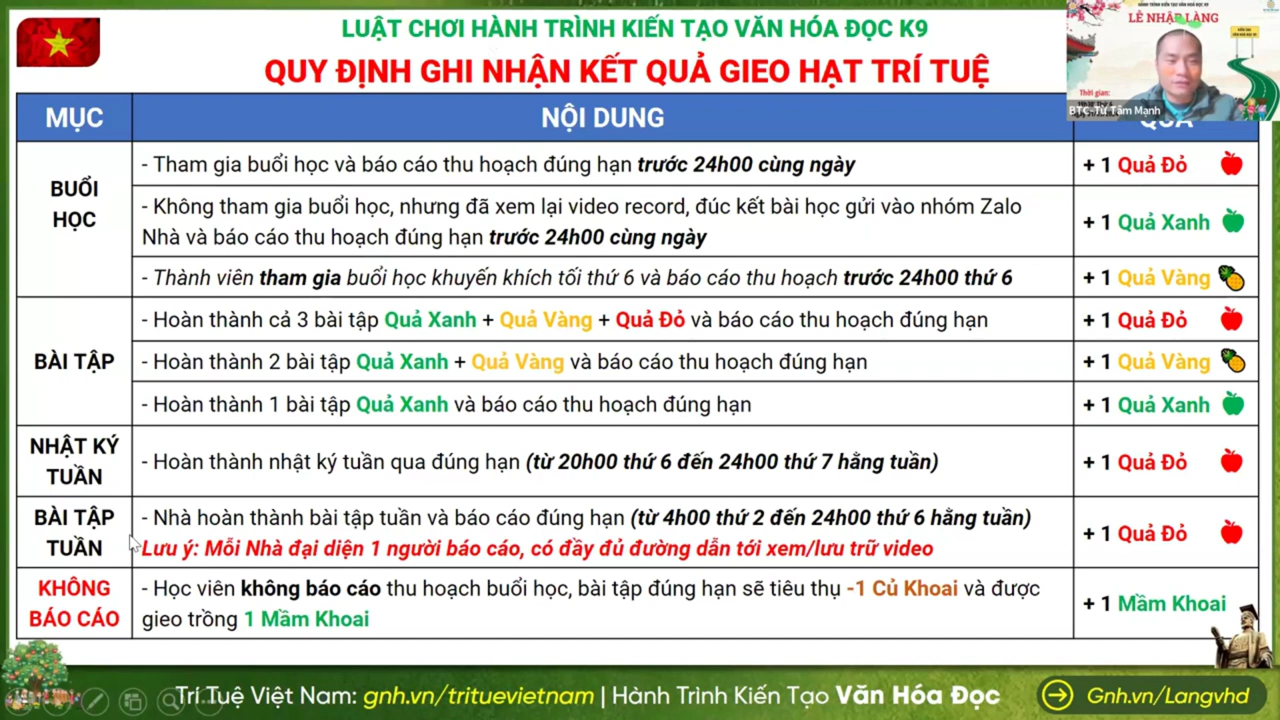 LUẬT CHƠI HÀNH TRÌNH KIẾN TẠO VĂN HÓA ĐỌC K9
QUY ĐỊNH GHI NHẬN KẾT QUẢ GIEO HẠT TRÍ TUỆ
HÀNH TRÌNH KIẾN TẠO VĂN HÓA ĐỌC K9
LỄ NHẬP LÀNG
Thời gian:
BTC-Từ Tâm Mạnh
MỤC
NỘI DUNG
QUẢ
BUỔI
HỌC
- Tham gia buổi học và báo cáo thu hoạch đúng hạn trước 24h00 cùng ngày
+ 1 Quả Đỏ
- Không tham gia buổi học, nhưng đã xem lại video record, đúc kết bài học gửi vào nhóm Zalo
Nhà và báo cáo thu hoạch đúng hạn trước 24h00 cùng ngày
+ 1 Quả Xanh
- Thành viên tham gia buổi học khuyến khích tối thứ 6 và báo cáo thu hoạch trước 24h00 thứ 6
+ 1 Quả Vàng
BÀI TẬP
- Hoàn thành cả 3 bài tập Quả Xanh + Quả Vàng + Quả Đỏ và báo cáo thu hoạch đúng hạn
+ 1 Quả Đỏ
- Hoàn thành 2 bài tập Quả Xanh + Quả Vàng và báo cáo thu hoạch đúng hạn
+ 1 Quả Vàng
- Hoàn thành 1 bài tập Quả Xanh và báo cáo thu hoạch đúng hạn
+ 1 Quả Xanh
NHẬT KÝ
TUẦN
- Hoàn thành nhật ký tuần qua đúng hạn (từ 20h00 thứ 6 đến 24h00 thứ 7 hằng tuần)
+ 1 Quả Đỏ
BÀI TẬP
TUẦN
- Nhà hoàn thành bài tập tuần và báo cáo đúng hạn (từ 4h00 thứ 2 đến 24h00 thứ 6 hằng tuần)
Lưu ý: Mỗi Nhà đại diện 1 người báo cáo, có đầy đủ đường dẫn tới xem/lưu trữ video
+ 1 Quả Đỏ
KHÔNG
BÁO CÁO
- Học viên không báo cáo thu hoạch buổi học, bài tập đúng hạn sẽ tiêu thụ -1 Củ Khoai và được
gieo trồng 1 Mầm Khoai
+ 1 Mầm Khoai
Trí Tuệ Việt Nam: gnh.vn/trituevietnam | Hành Trình Kiến Tạo Văn Hóa Đọc
Gnh.vn/Langvhd